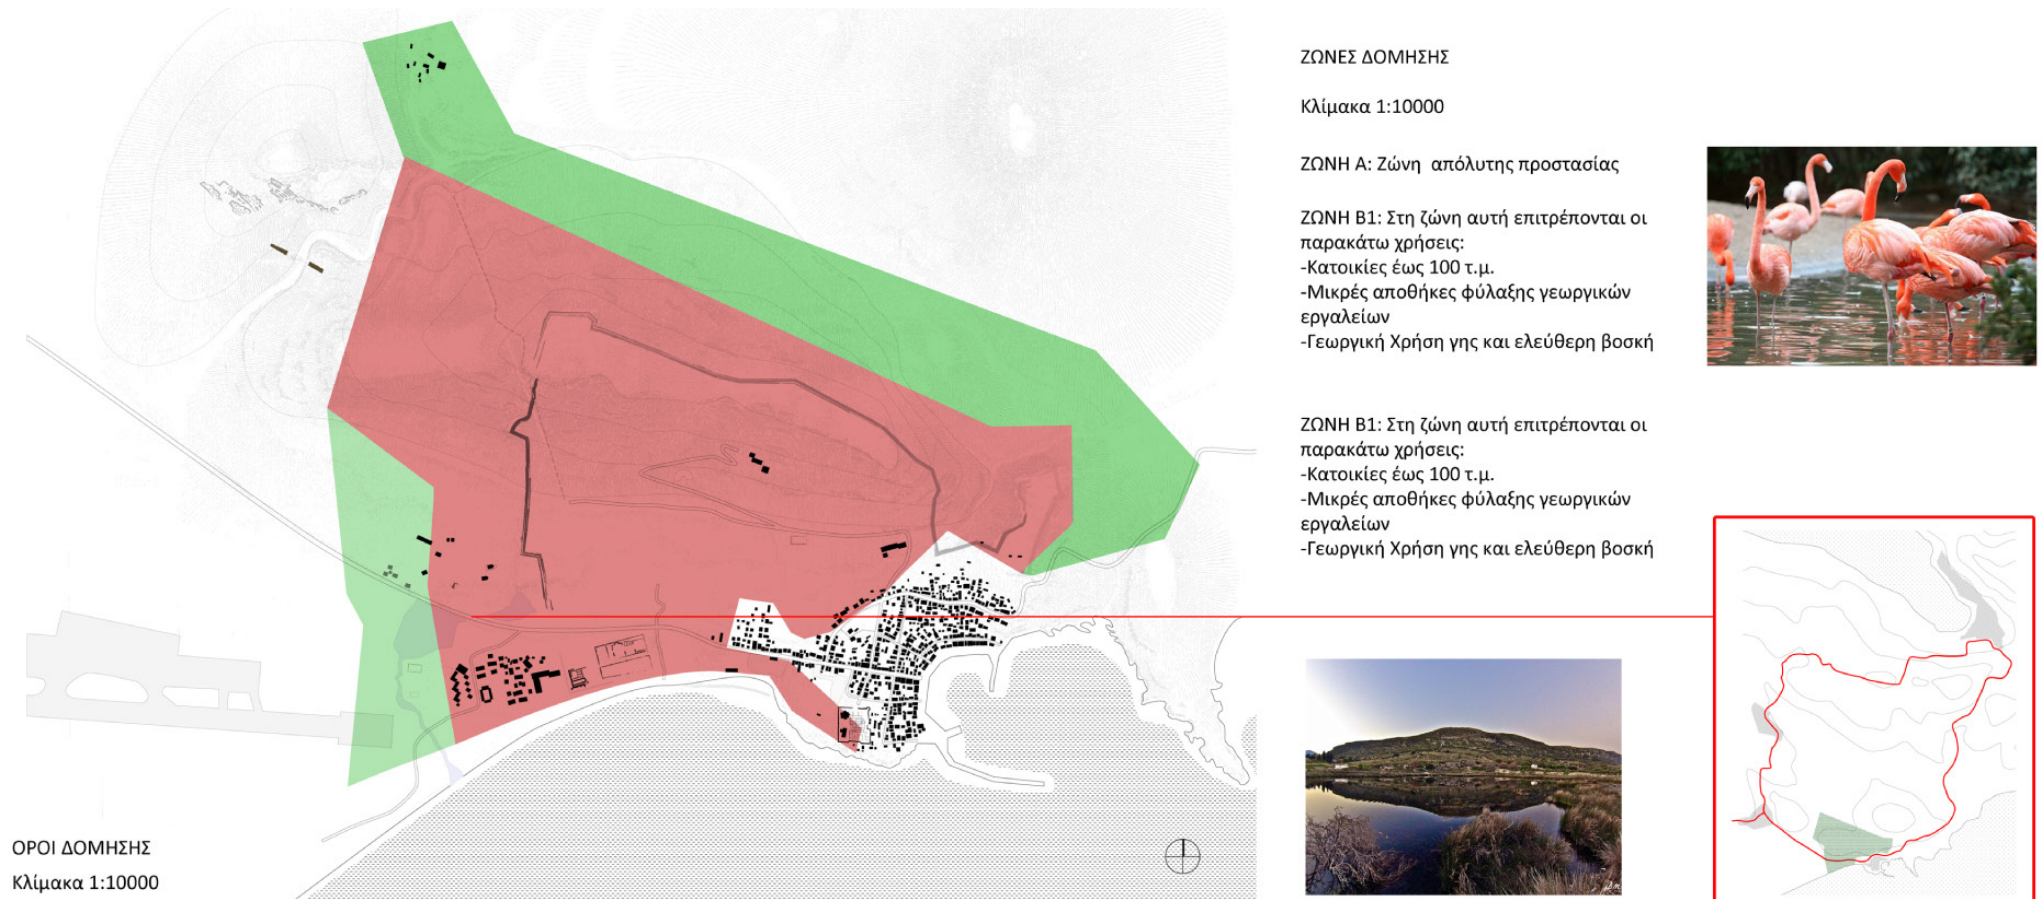 ΖΩΝΕΣ ΔΟΜΗΣΗΣ
Κλίμακα 1:10000
ΖΩΝΗ Α: Ζώνη απόλυτης προστασίας
ΖΩΝΗ Β1: Στη ζώνη αυτή επιτρέπονται οι
παρακάτω χρήσεις:
-Κατοικίες έως 100 τ.μ.
-Μικρές αποθήκες φύλαξης γεωργικών
εργαλείων
-Γεωργική Χρήση γης και ελεύθερη βοσκή
ΖΩΝΗ Β1: Στη ζώνη αυτή επιτρέπονται οι
παρακάτω χρήσεις:
-Κατοικίες έως 100 τ.μ.
-Μικρές αποθήκες φύλαξης γεωργικών
εργαλείων
-Γεωργική Χρήση γης και ελεύθερη βοσκή
ΟΡΟΙ ΔΟΜΗΣΗΣ
Κλίμακα 1:10000